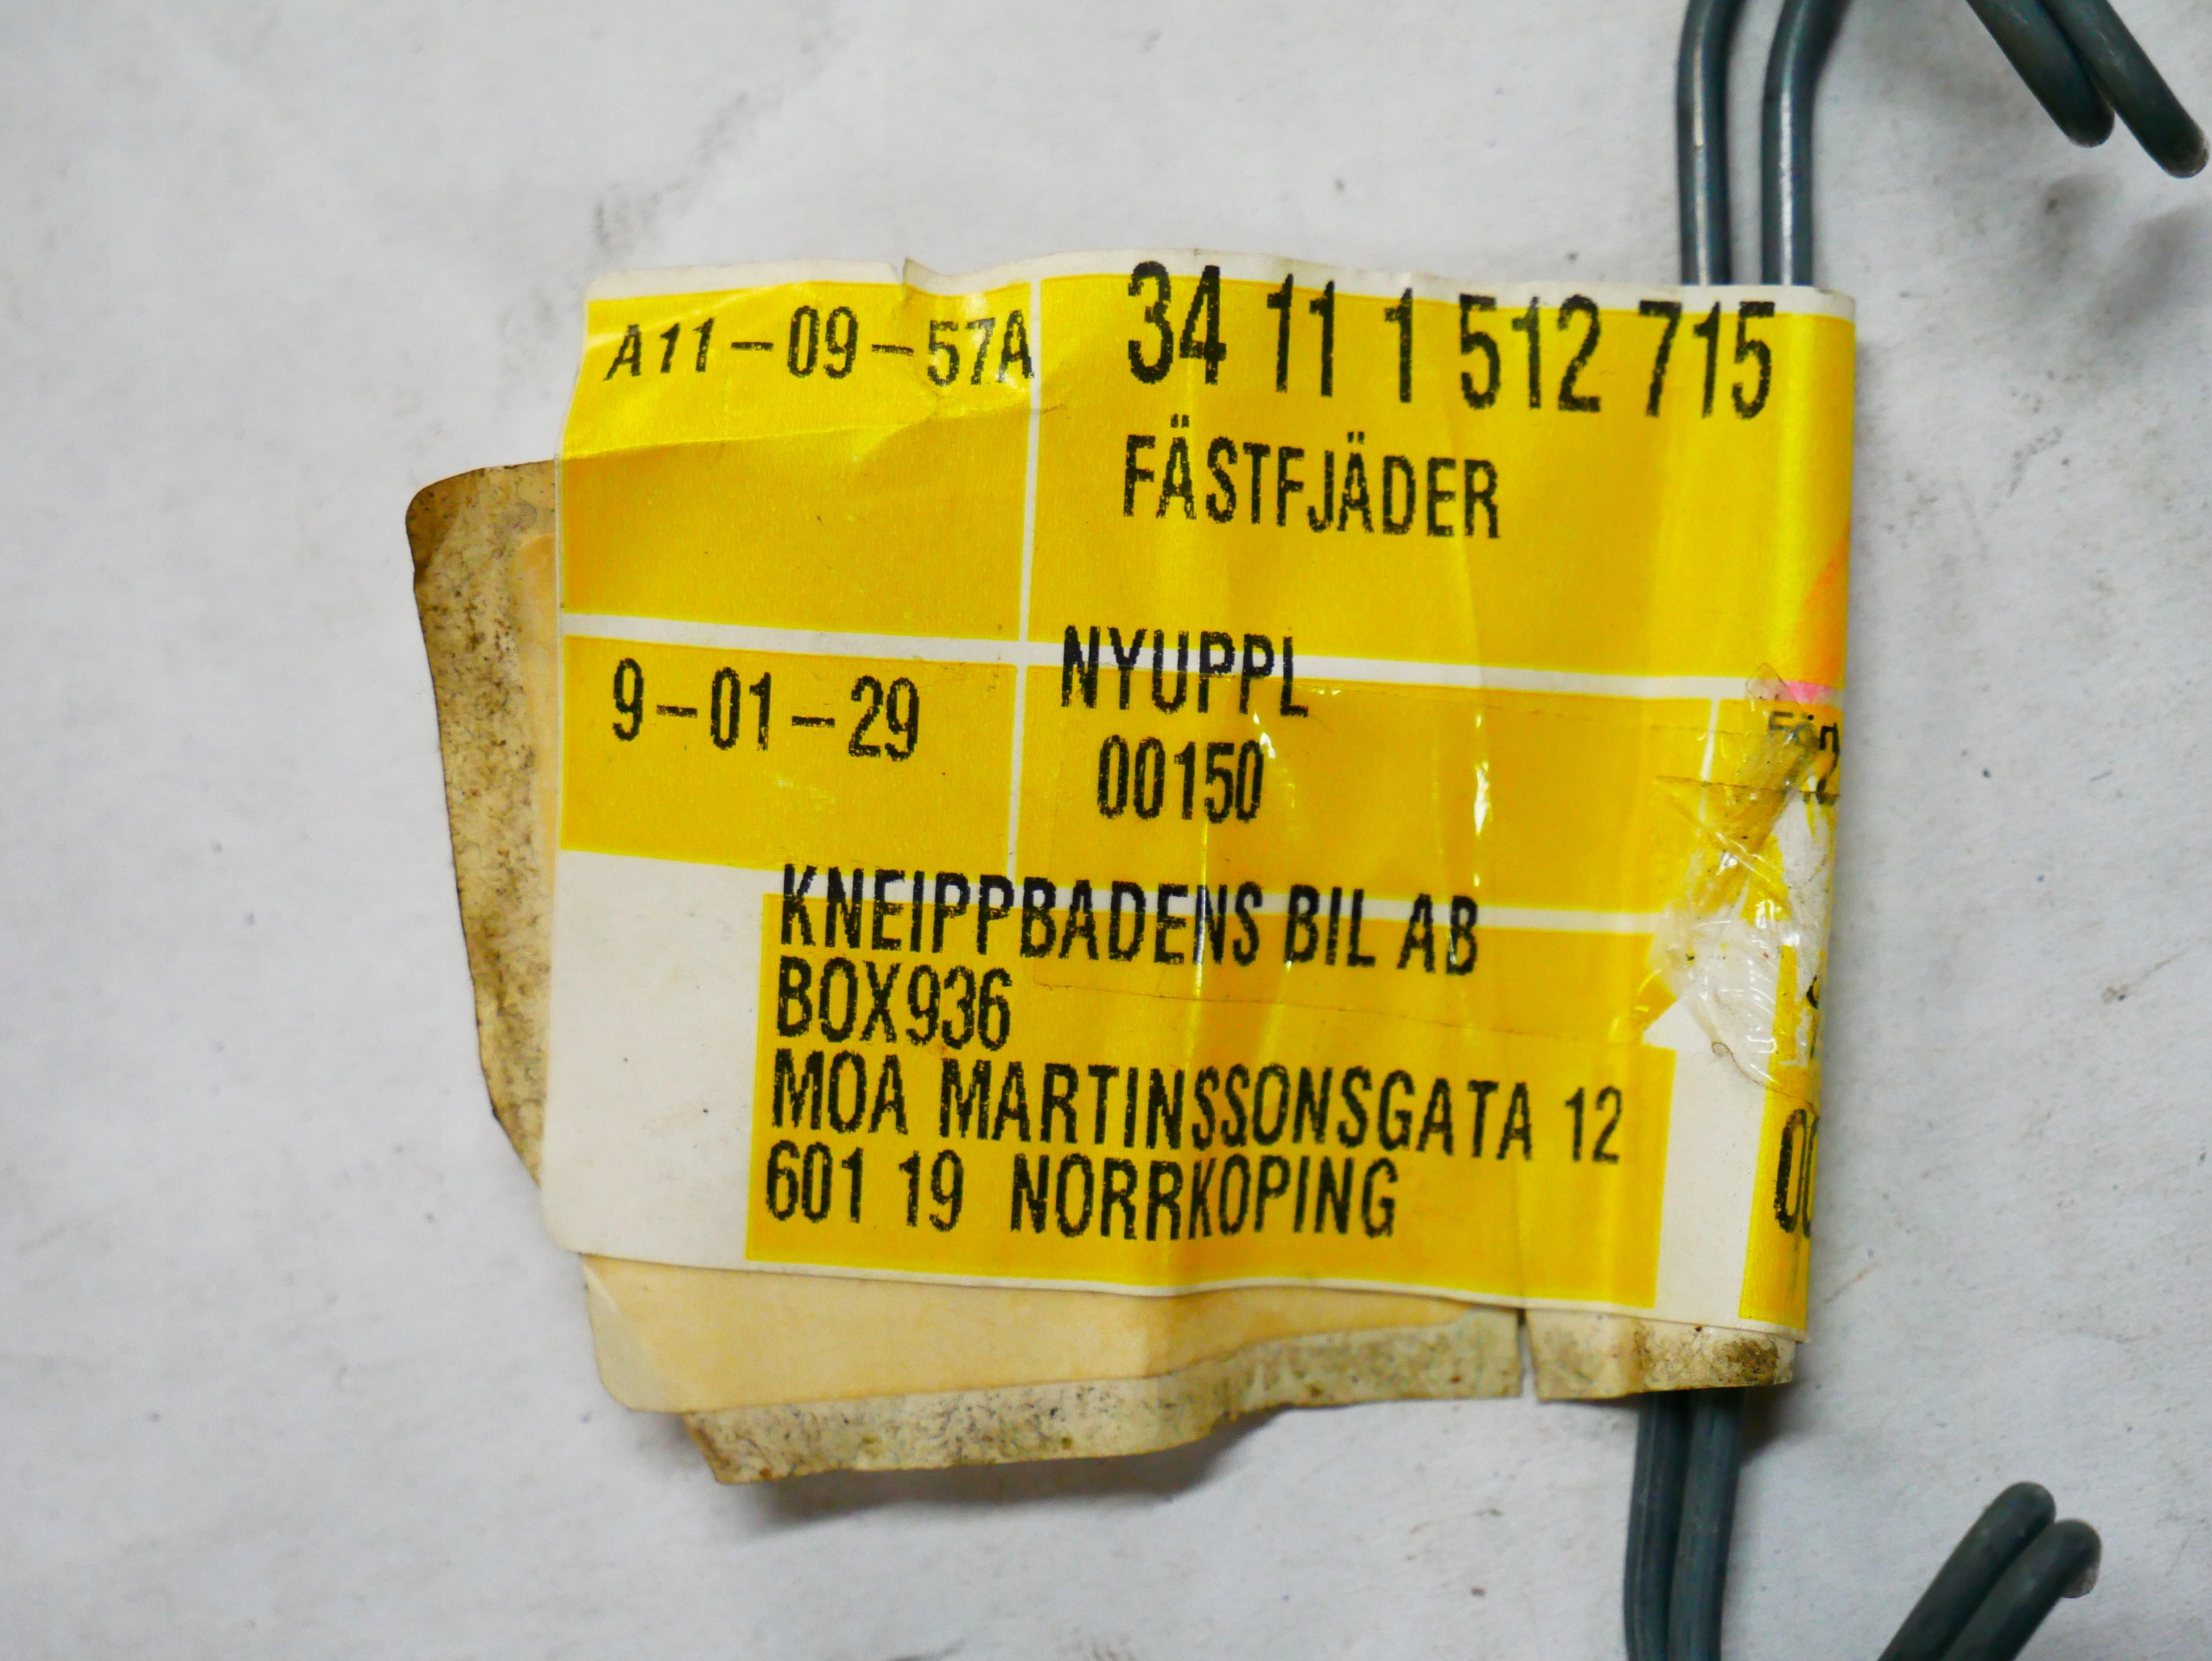 A11-09-57A
34 11 1 512 715
FÄSTFJÄDER
9-01-29
NYUPPL
00150
KNEIPPBADENS BIL AB
BOX936
MOA MARTINSSONSGATA 12
601 19 NORRKOPING